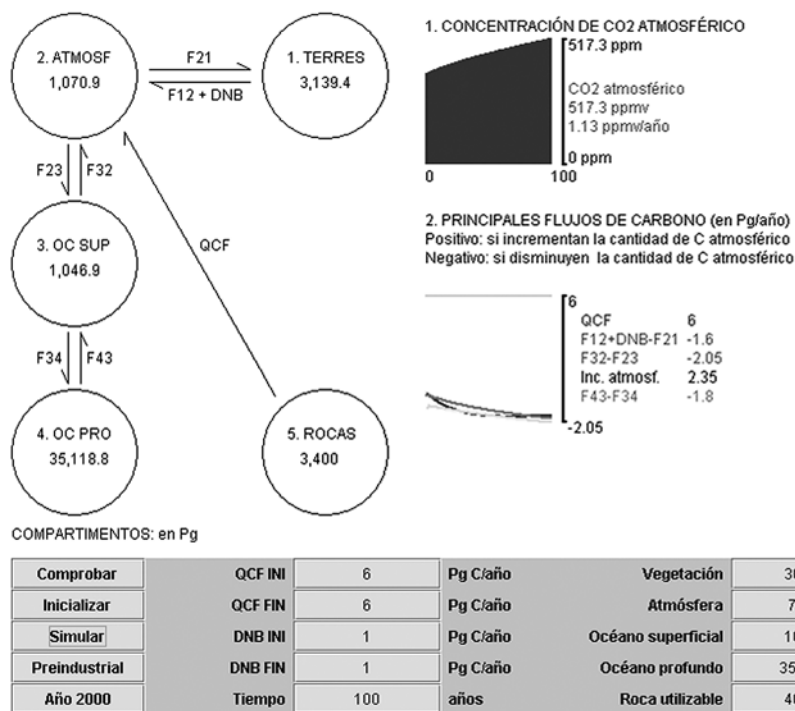 2. ATMOSF
1,070.9
F21
F12 + DNB
1. TERRES
3,139.4
F23
F32
QCF
3. OC SUP
1,046.9
F34
F43
4. OC PRO
35,118.8
5. ROCAS
3,400
COMPARTIMENTOS: en Pg
1. CONCENTRACIÓN DE CO2 ATMOSFÉRICO
517.3 ppm
CO2 atmosférico
517.3 ppmv
1.13 ppmv/año
0 ppm
0 100
2. PRINCIPALES FLUJOS DE CARBONO (en Pg/año)
Positivo: si incrementan la cantidad de C atmosférico
Negativo: si disminuyen la cantidad de C atmosférico
6
QCF 6
F12+DNB-F21 -1.6
F32-F23 -2.05
Inc. atmosf. 2.35
F43-F34 -1.8
-2.05
Comprobar QCF INI 6 Pg C/año Vegetación
Inicializar QCF FIN 6 Pg C/año Atmósfera
Simular DNB INI 1 Pg C/año Océano superficial
Preindustrial DNB FIN 1 Pg C/año Océano profundo
Año 2000 Tiempo 100 años Roca utilizable